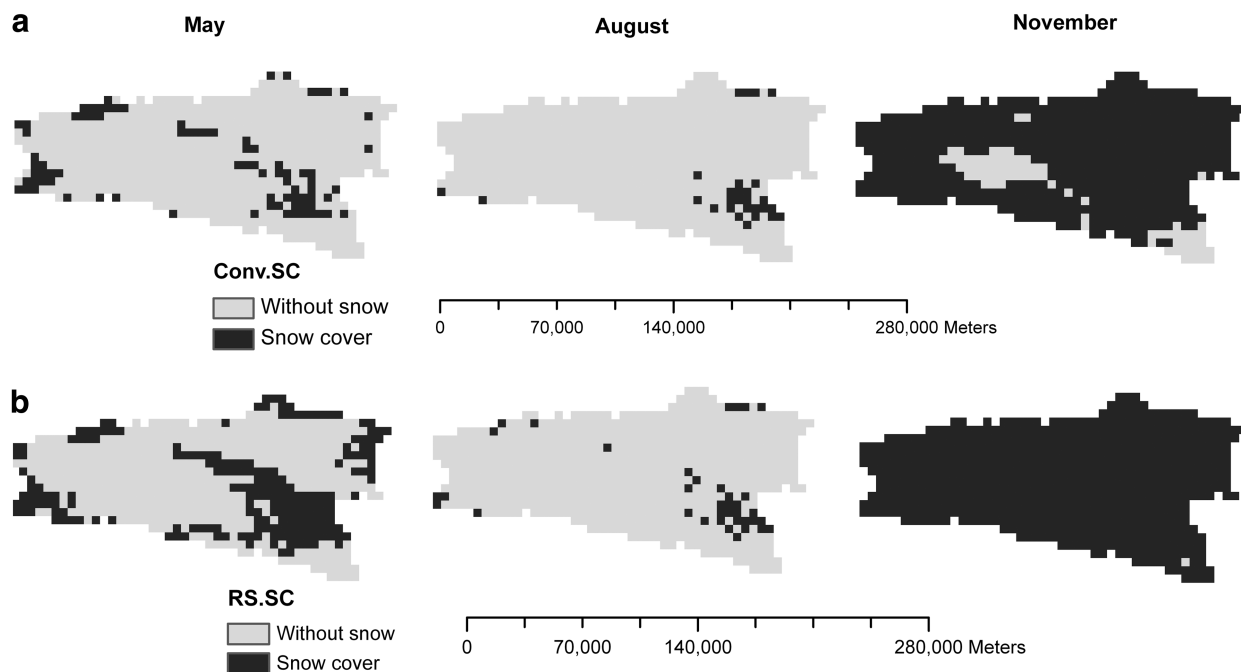 a
May
August
November
Conv.SC
Without snow
Snow cover
0 70,000 140,000 280,000 Meters
b
RS.SC
Without snow
Snow cover
0 70,000 140,000 280,000 Meters